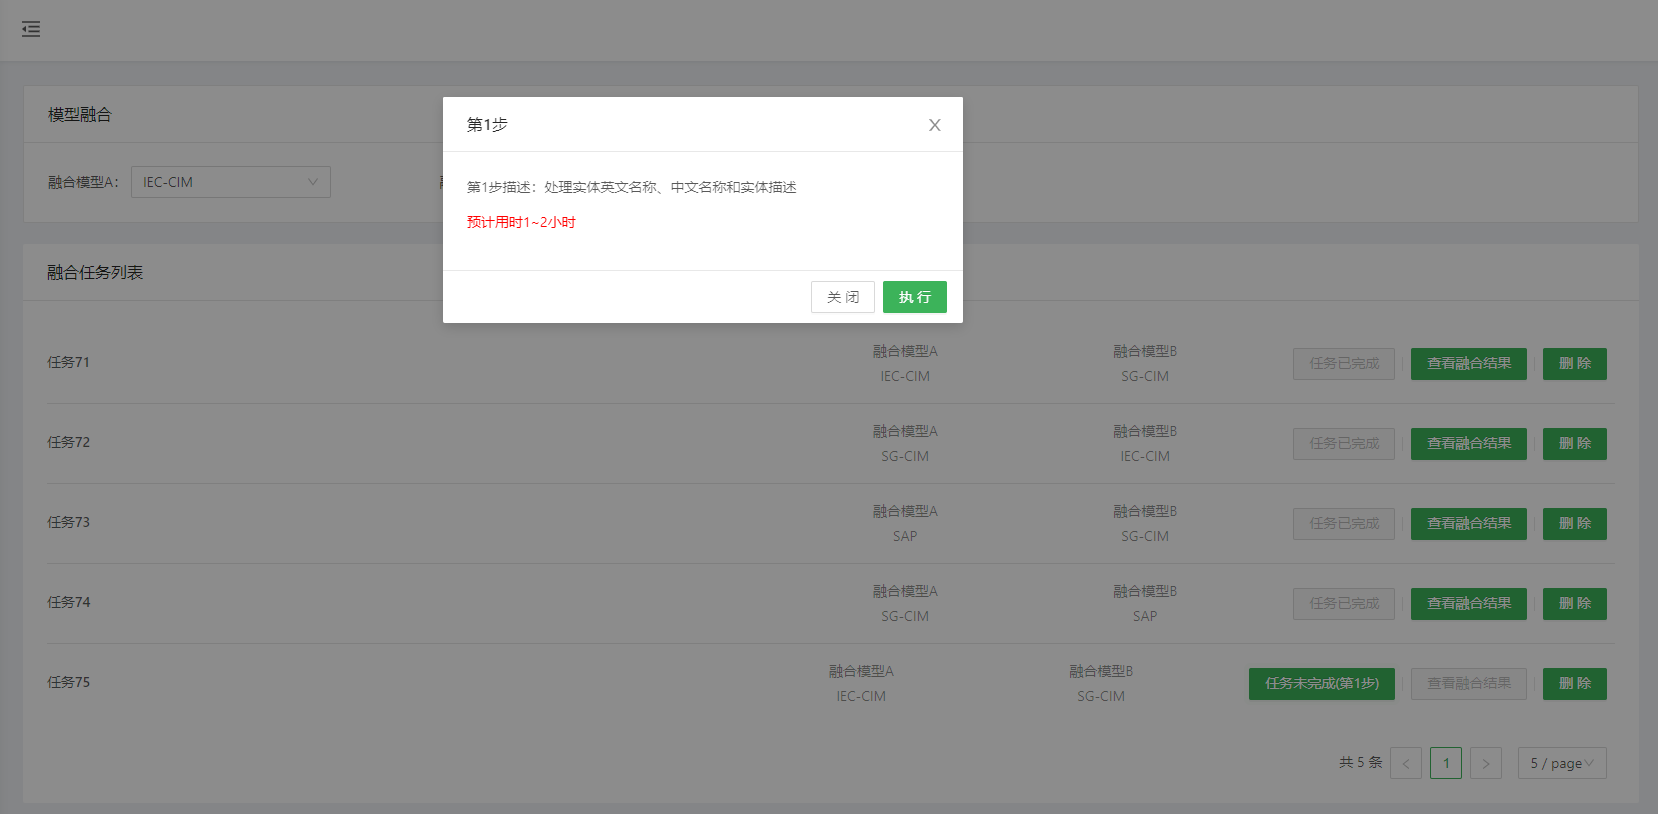 模型融合
融合模型A:
IEC-CIM
第1步
X
第1步描述：处理实体英文名称、中文名称和实体描述
预计用时1~2小时
关 闭
执 行
融合任务列表
任务71
融合模型A
IEC-CIM
融合模型B
SG-CIM
任务已完成
查看融合结果
删 除
任务72
融合模型A
SG-CIM
融合模型B
IEC-CIM
任务已完成
查看融合结果
删 除
任务73
融合模型A
SAP
融合模型B
SG-CIM
任务已完成
查看融合结果
删 除
任务74
融合模型A
SG-CIM
融合模型B
SAP
任务已完成
查看融合结果
删 除
任务75
融合模型A
IEC-CIM
融合模型B
SG-CIM
任务未完成(第1步)
查看融合结果
删 除
共 5 条
<
1
>
5 / page